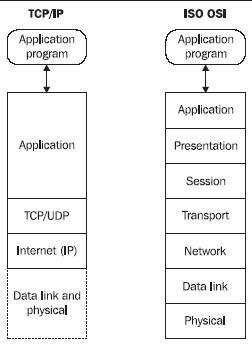 TCP/IP
Application
program
Application
TCP/UDP
Internet (IP)
Data link and
physical
ISO OSI
Application
program
Application
Presentation
Session
Transport
Network
Data link
Physical